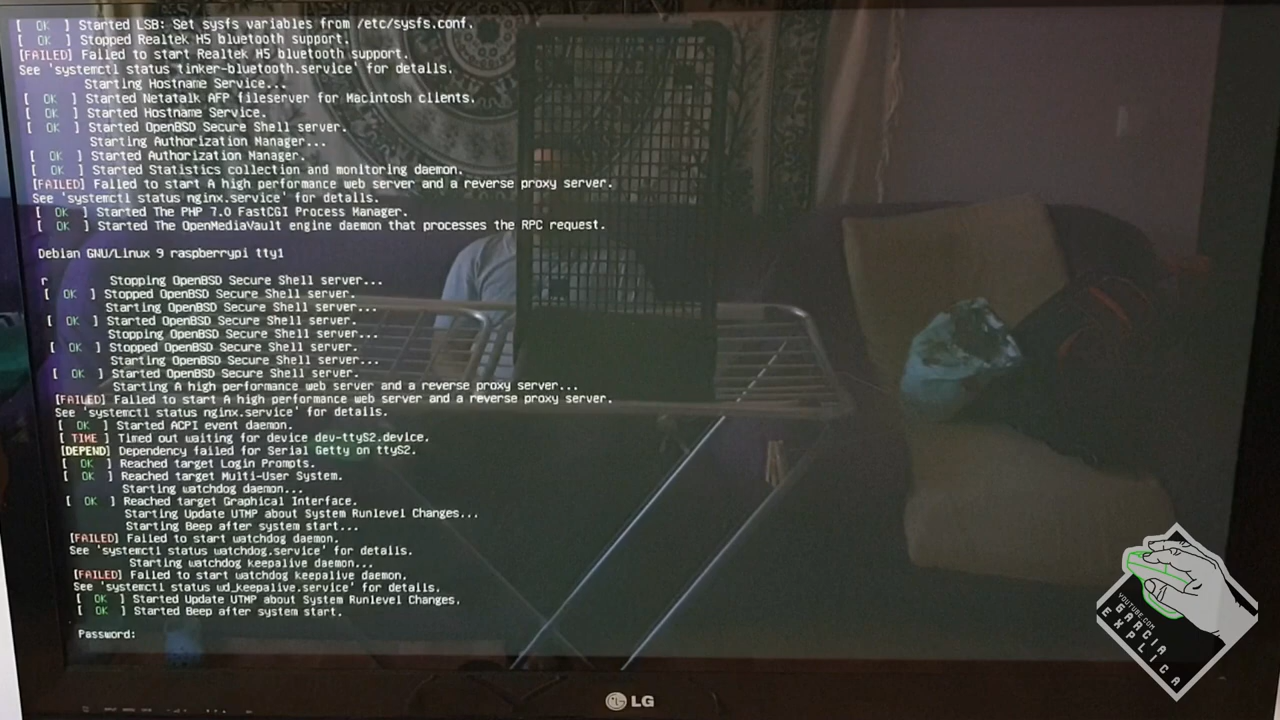 [  OK  ] Started LSB: Set sysfs variables from /etc/sysfs.conf.
[  OK  ] Stopped Realtek H5 bluetooth support.
[FAILED] Failed to start Realtek H5 bluetooth support.
See 'systemctl status tinker-bluetooth.service' for details.
Starting Hostname Service...
[  OK  ] Started Netatalk AFP fileserver for Macintosh clients.
[  OK  ] Started Hostname Service.
[  OK  ] Started OpenBSD Secure Shell server.
Starting Authorization Manager...
[  OK  ] Started Authorization Manager.
[  OK  ] Started Statistics collection and monitoring daemon.
[FAILED] Failed to start A high performance web server and a reverse proxy server.
See 'systemctl status nginx.service' for details.
[  OK  ] Started The PHP 7.0 FastCGI Process Manager.
[  OK  ] Started The OpenMediaVault engine daemon that processes the RPC request.
Debian GNU/Linux 9 raspberrypi tty1
r Stopping OpenBSD Secure Shell server...
[  OK  ] Stopped OpenBSD Secure Shell server.
Starting OpenBSD Secure Shell server...
[  OK  ] Started OpenBSD Secure Shell server.
Stopping OpenBSD Secure Shell server...
[  OK  ] Stopped OpenBSD Secure Shell server.
Starting OpenBSD Secure Shell server...
[  OK  ] Started OpenBSD Secure Shell server.
Starting A high performance web server and a reverse proxy server...
[FAILED] Failed to start A high performance web server and a reverse proxy server.
See 'systemctl status nginx.service' for details.
[  OK  ] Started ACPI event daemon.
[ TIME ] Timed out waiting for device dev-ttyS2.device.
[DEPEND] Dependency failed for Serial Getty on ttyS2.
[  OK  ] Reached target Login Prompts.
[  OK  ] Reached target Multi-User System.
Starting watchdog daemon...
[  OK  ] Reached target Graphical Interface.
Starting Update UTMP about System Runlevel Changes...
Starting Beep after system start...
[FAILED] Failed to start watchdog daemon.
See 'systemctl status watchdog.service' for details.
Starting watchdog keepalive daemon...
[FAILED] Failed to start watchdog keepalive daemon.
See 'systemctl status wd_keepalive.service' for details.
[  OK  ] Started Update UTMP about System Runlevel Changes.
[  OK  ] Started Beep after system start.
Password:
LG
YOUTUBE.COM
GARCIA
EXPLICA